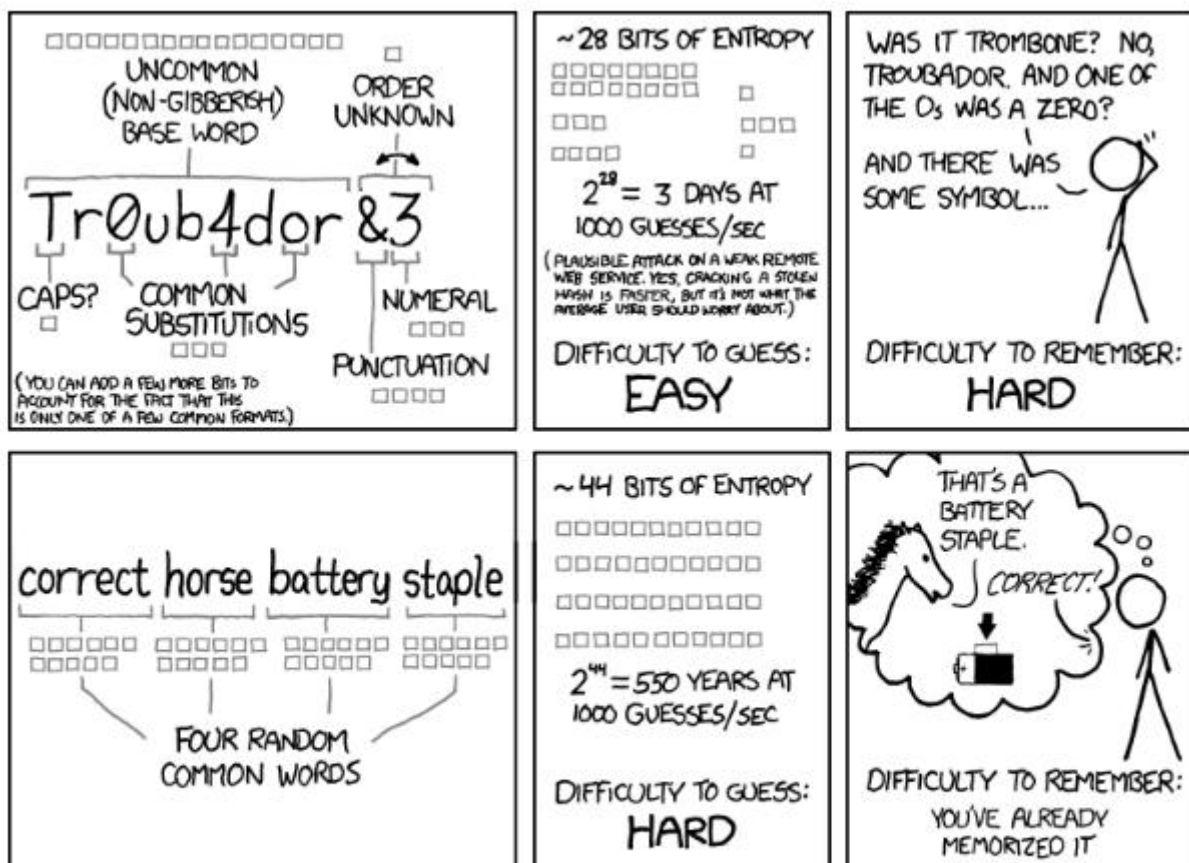 UNCOMMON
(NON-GIBBERISH)
BASE WORD
ORDER
UNKNOWN
Tr0ub4dor &3
CAPS?
COMMON
SUBSTITUTIONS
NUMERAL
PUNCTUATION
(YOU CAN ADD A FEW MORE BITS TO
ACCOUNT FOR THE FACT THAT THIS
IS ONLY ONE OF A FEW COMMON FORMATS.)
~28 BITS OF ENTROPY
2^28 = 3 DAYS AT
1000 GUESSES/SEC
(PLAUSIBLE ATTACK ON A WEAK REMOTE
WEB SERVICE. YES, CRACKING A STOLEN
HASH IS FASTER, BUT IT'S NOT WHAT THE
AVERAGE USER SHOULD WORRY ABOUT.)
DIFFICULTY TO GUESS:
EASY
WAS IT TROMBONE? NO,
TROUBADOR. AND ONE OF
THE Os WAS A ZERO?
AND THERE WAS
SOME SYMBOL...
DIFFICULTY TO REMEMBER:
HARD
correct horse battery staple
FOUR RANDOM
COMMON WORDS
~44 BITS OF ENTROPY
2^44 = 550 YEARS AT
1000 GUESSES/SEC
DIFFICULTY TO GUESS:
HARD
THAT'S A
BATTERY
STAPLE.
CORRECT!
DIFFICULTY TO REMEMBER:
YOU'VE ALREADY
MEMORIZED IT